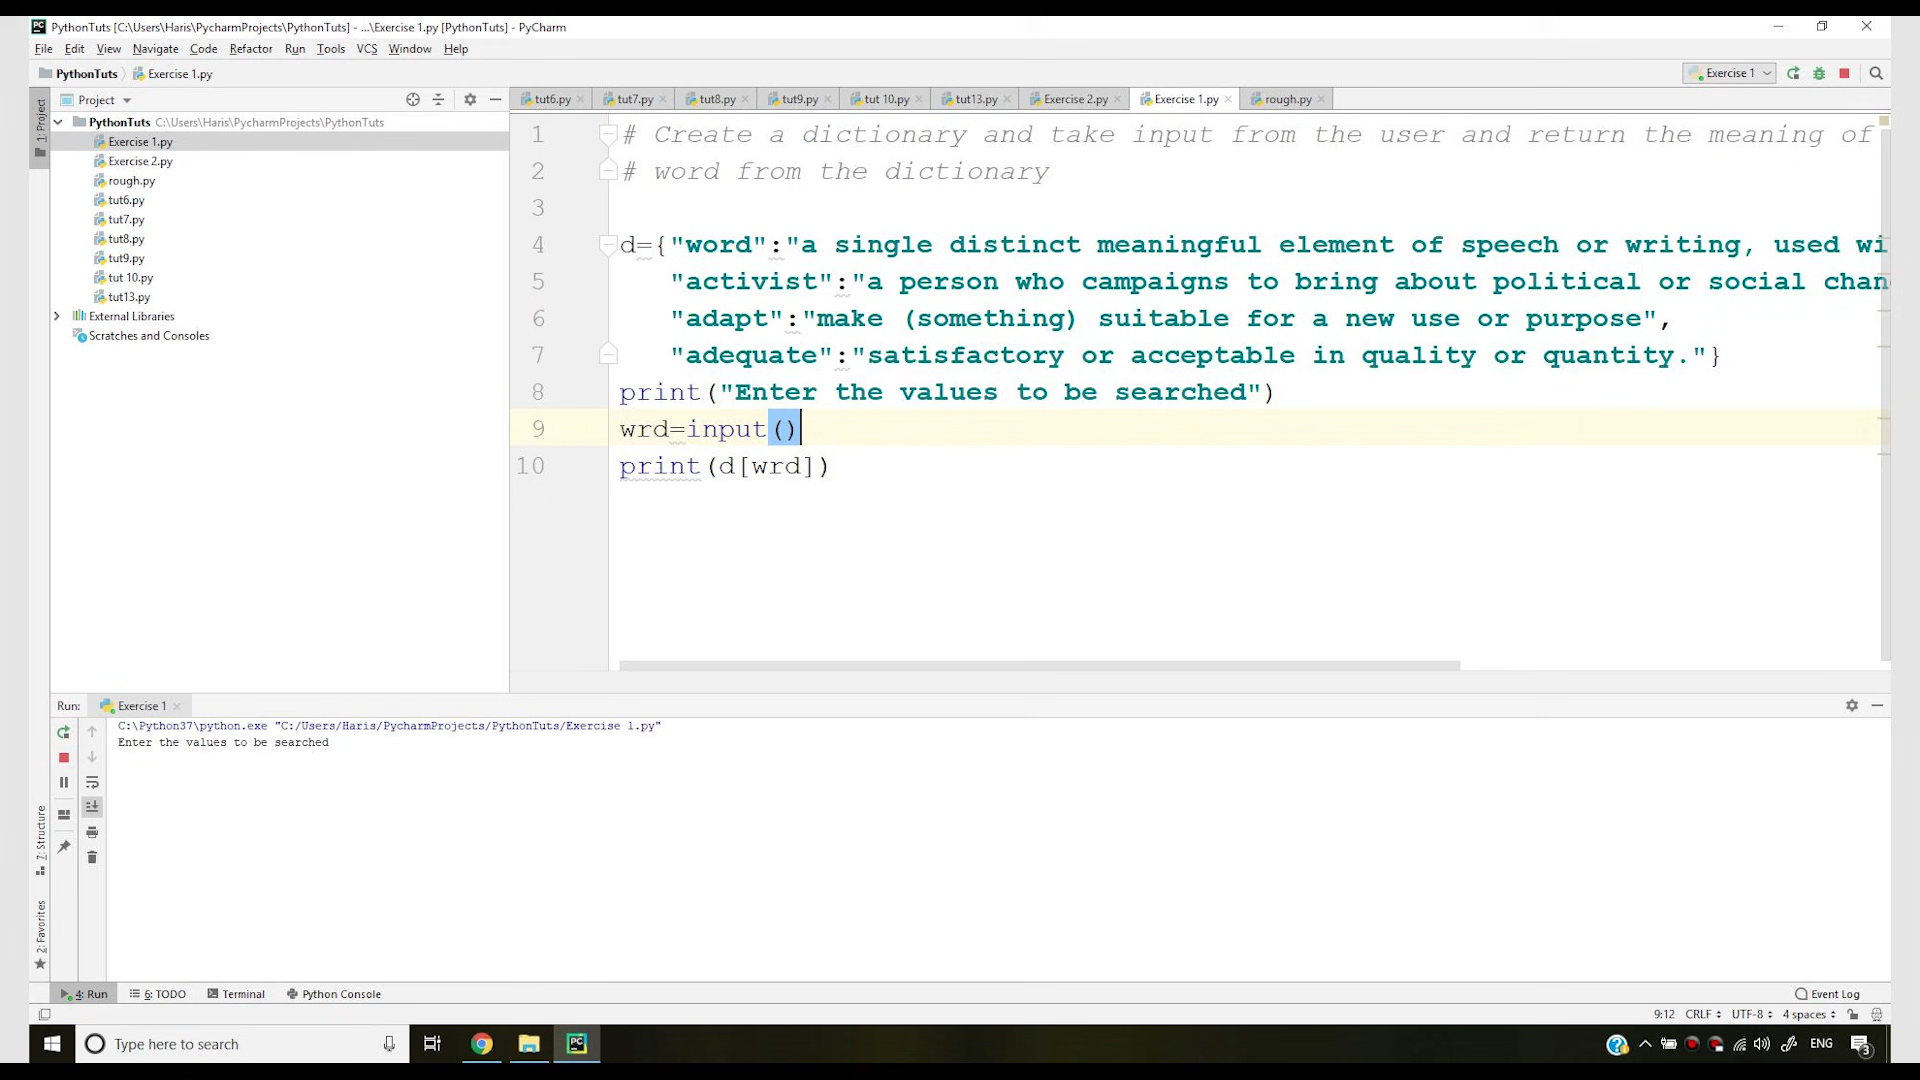 PythonTuts [C:\Users\Haris\PycharmProjects\PythonTuts] - ...\Exercise 1.py [PythonTuts] - PyCharm
File Edit View Navigate Code Refactor Run Tools VCS Window Help
PythonTuts Exercise 1.py
Exercise 1
Project
tut6.py tut7.py tut8.py tut9.py tut 10.py tut13.py Exercise 2.py Exercise 1.py rough.py
1: Project
PythonTuts C:\Users\Haris\PycharmProjects\PythonTuts
Exercise 1.py
Exercise 2.py
rough.py
tut6.py
tut7.py
tut8.py
tut9.py
tut 10.py
tut13.py
External Libraries
Scratches and Consoles
1 # Create a dictionary and take input from the user and return the meaning of
2 # word from the dictionary
3
4 d={"word":"a single distinct meaningful element of speech or writing, used wi
5 "activist":"a person who campaigns to bring about political or social chan
6 "adapt":"make (something) suitable for a new use or purpose",
7 "adequate":"satisfactory or acceptable in quality or quantity."}
8 print("Enter the values to be searched")
9 wrd=input()
10 print(d[wrd])
Run: Exercise 1
C:\Python37\python.exe "C:/Users/Haris/PycharmProjects/PythonTuts/Exercise 1.py"
Enter the values to be searched
7: Structure
2: Favorites
4: Run 6: TODO Terminal Python Console Event Log
9:12 CRLF UTF-8 4 spaces
Type here to search
ENG
3